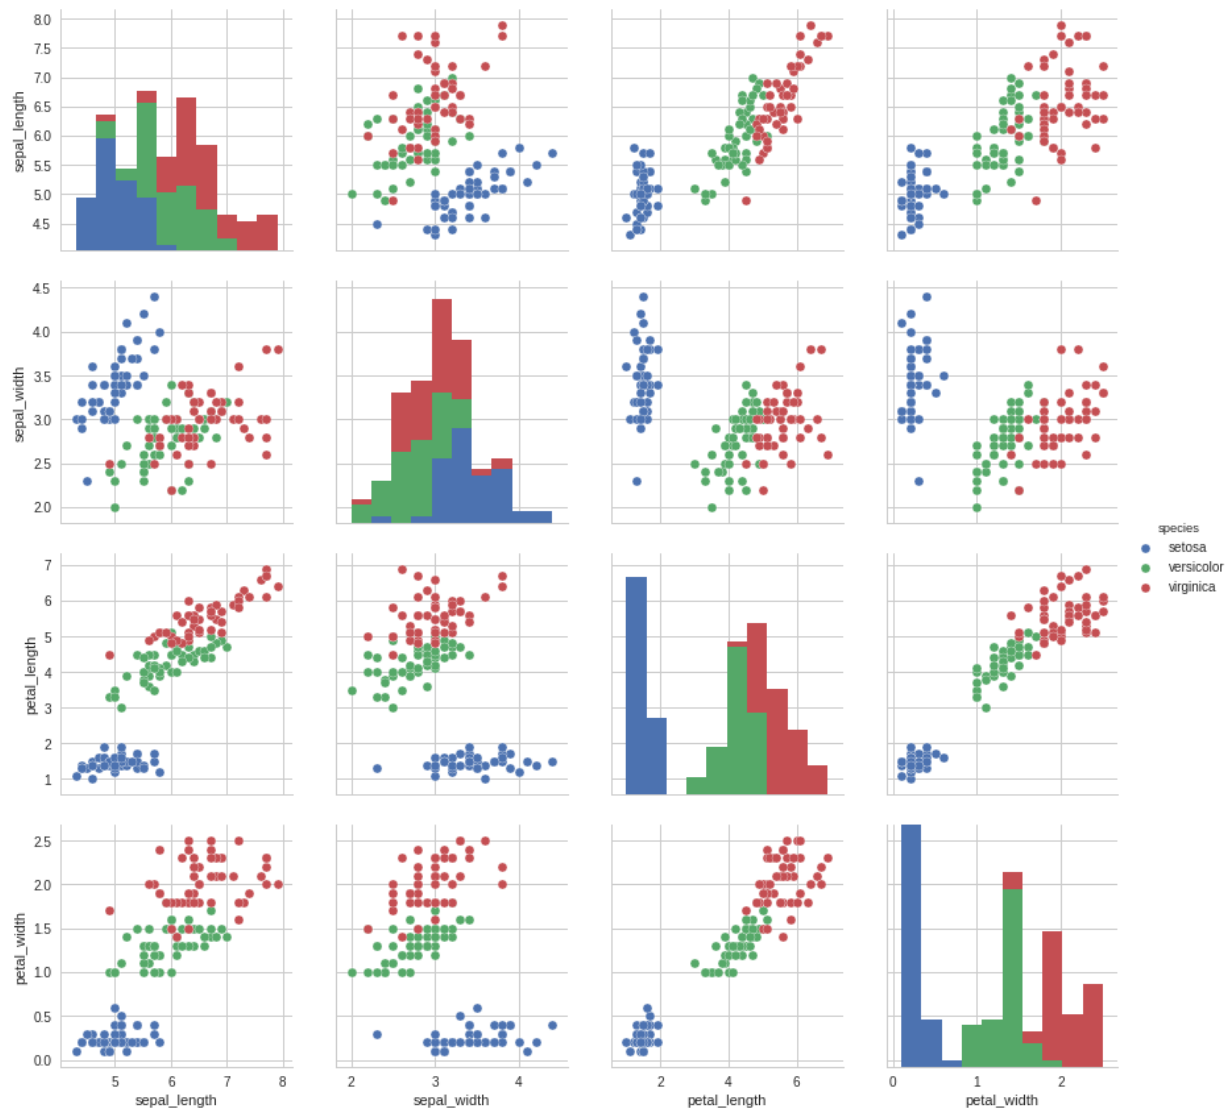 8.0
7.5
7.0
6.5
6.0
5.5
5.0
4.5
sepal_length
4.5
4.0
3.5
3.0
2.5
2.0
sepal_width
species
setosa
versicolor
virginica
7
6
5
4
3
2
1
petal_length
2.5
2.0
1.5
1.0
0.5
0.0
petal_width
5 6 7 8
sepal_length
2 3 4
sepal_width
2 4 6
petal_length
0 1 2
petal_width